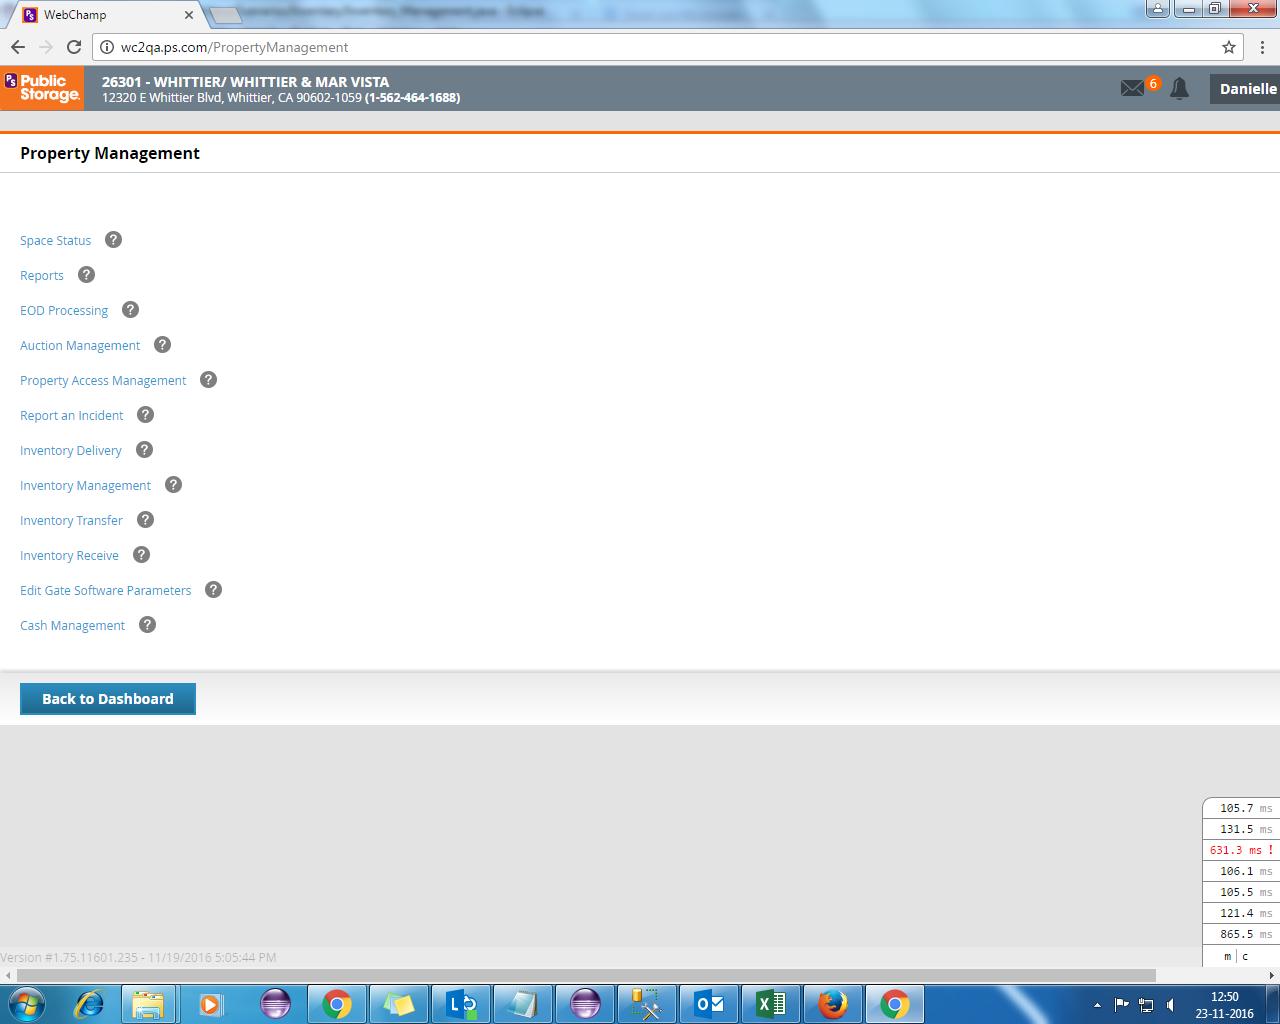 WebChamp
wc2qa.ps.com/PropertyManagement
PS Public Storage.
26301 - WHITTIER/ WHITTIER & MAR VISTA
12320 E Whittier Blvd, Whittier, CA 90602-1059 (1-562-464-1688)
6
Danielle
Property Management
Space Status ?
Reports ?
EOD Processing ?
Auction Management ?
Property Access Management ?
Report an Incident ?
Inventory Delivery ?
Inventory Management ?
Inventory Transfer ?
Inventory Receive ?
Edit Gate Software Parameters ?
Cash Management ?
Back to Dashboard
105.7 ms
131.5 ms
631.3 ms !
106.1 ms
105.5 ms
121.4 ms
865.5 ms
m | c
Version #1.75.11601.235 - 11/19/2016 5:05:44 PM
12:50
23-11-2016